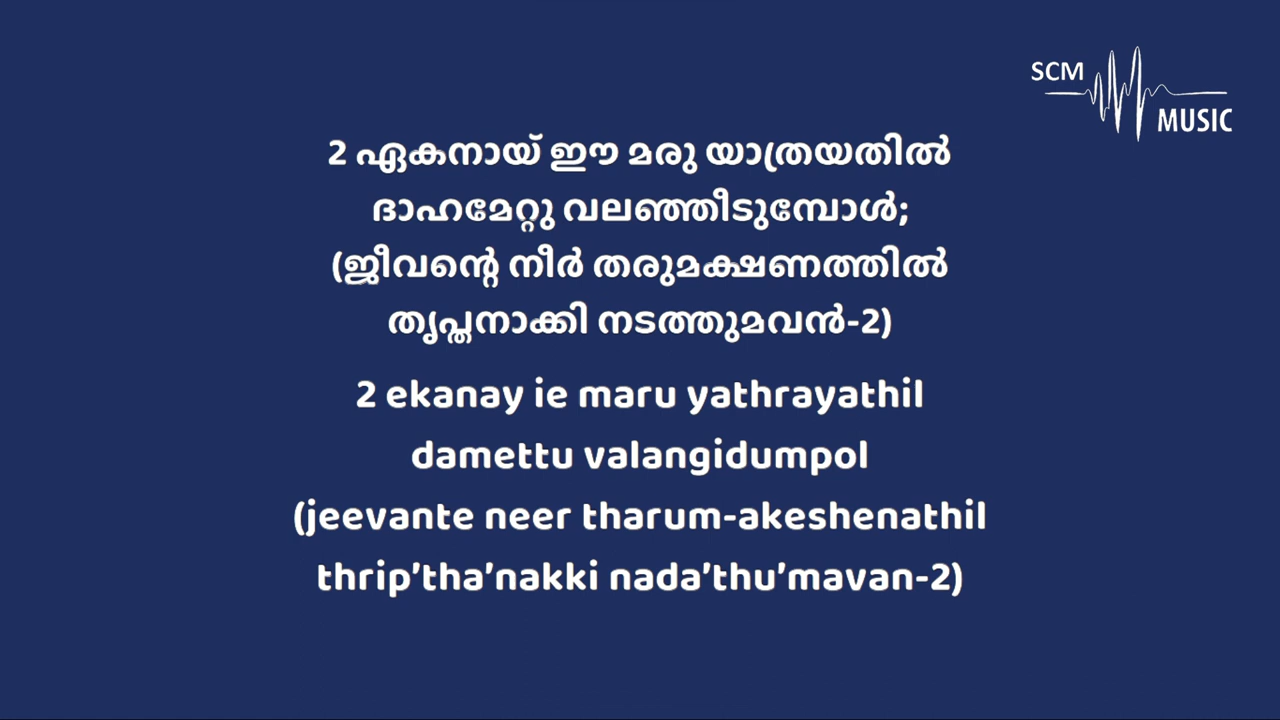 SCM
MUSIC
2 ഏകനായ് ഈ മരു യാത്രയതിൽ
ദാഹമേറ്റു വലഞ്ഞീടുമ്പോൾ;
(ജീവന്റെ നീർ തരുമക്ഷണത്തിൽ
തൃപ്തനാക്കി നടത്തുമവൻ-2)
2 ekanay ie maru yathrayathil
damettu valangidumpol
(jeevante neer tharum-akeshenathil
thrip’tha’nakki nada’thu’mavan-2)